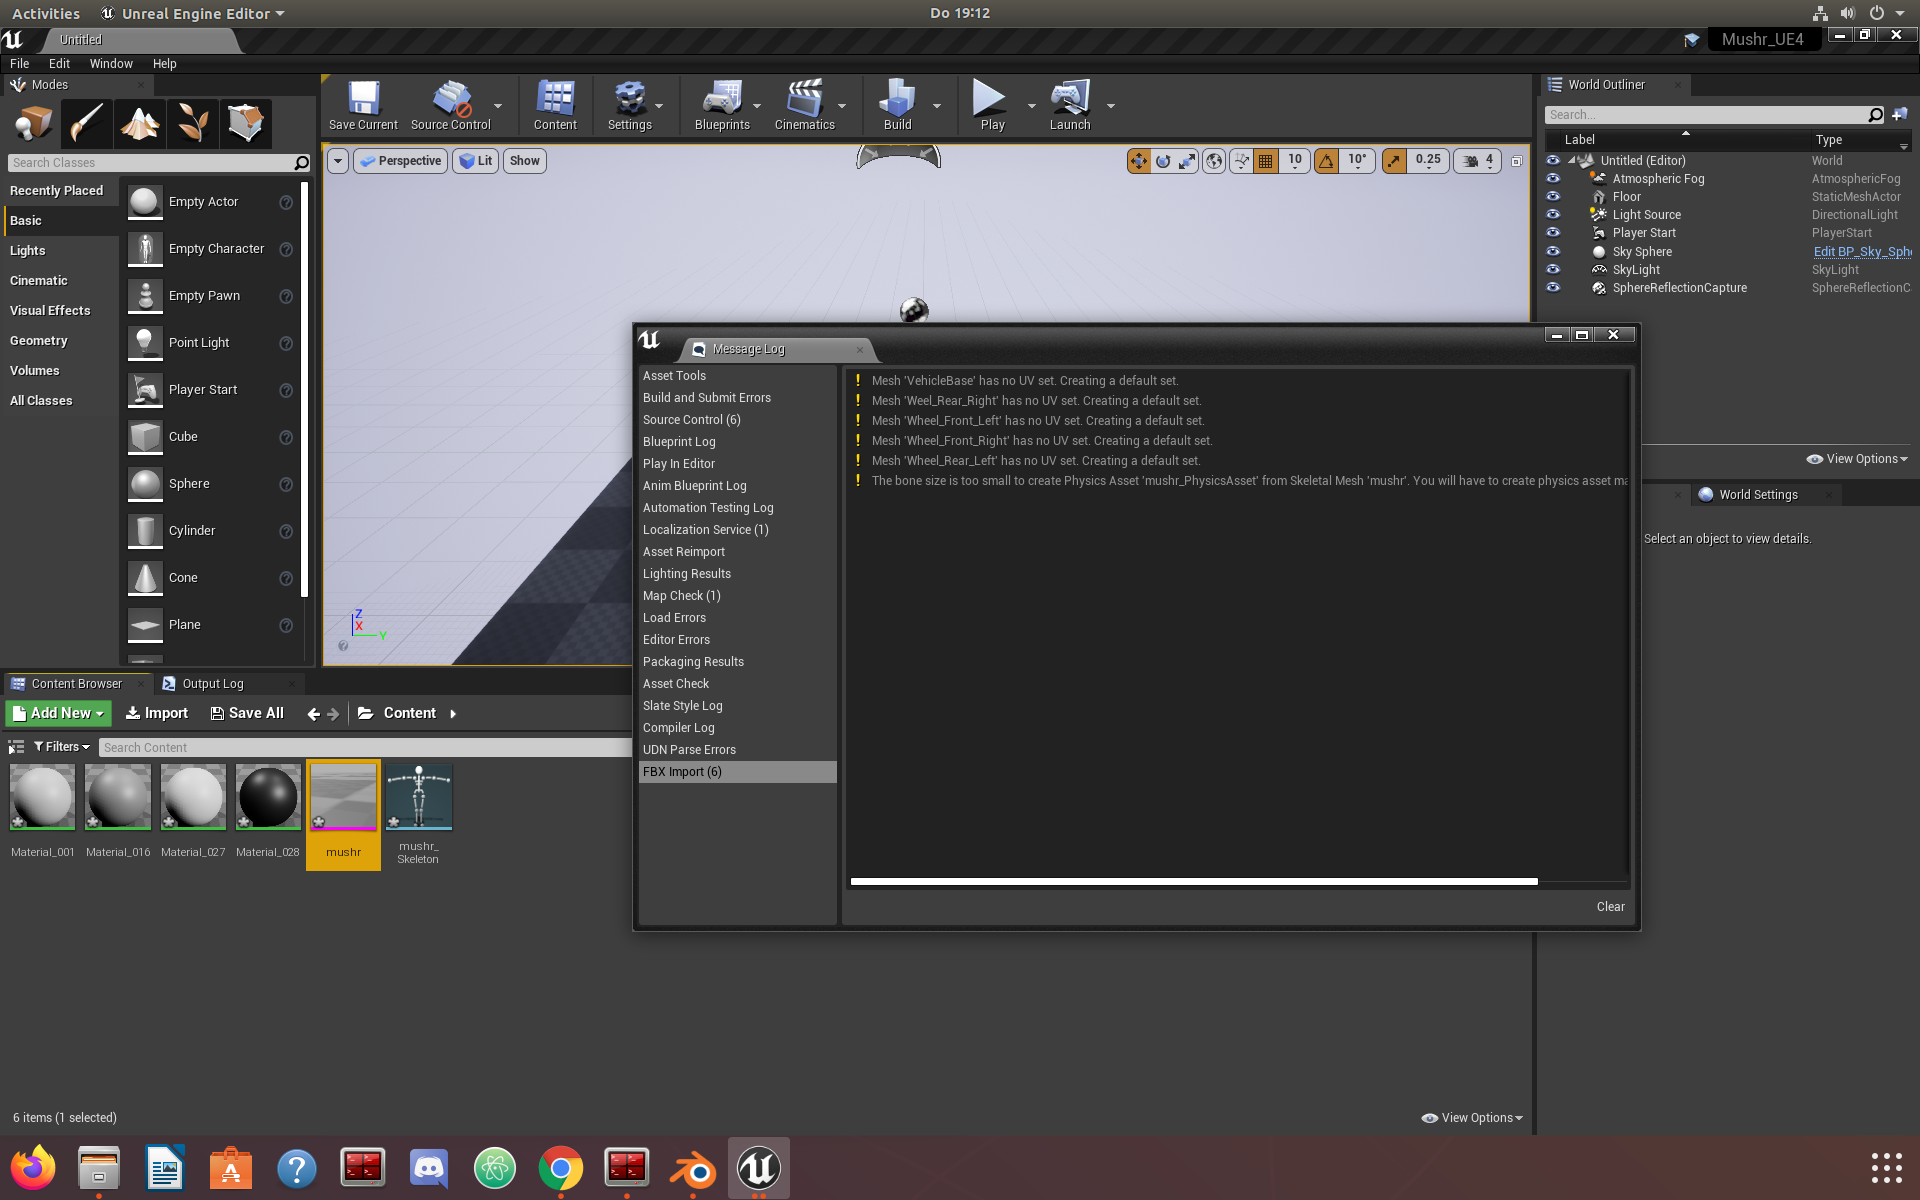 Activities
Unreal Engine Editor
Do 19:12
Untitled
Mushr_UE4
File Edit Window Help
Modes
Search Classes
Recently Placed
Basic
Lights
Cinematic
Visual Effects
Geometry
Volumes
All Classes
Empty Actor
Empty Character
Empty Pawn
Point Light
Player Start
Cube
Sphere
Cylinder
Cone
Plane
Save Current
Source Control
Content
Settings
Blueprints
Cinematics
Build
Play
Launch
Perspective
Lit
Show
10
10°
0.25
4
Z
X
Y
World Outliner
Search...
Label Type
Untitled (Editor) World
Atmospheric Fog AtmosphericFog
Floor StaticMeshActor
Light Source DirectionalLight
Player Start PlayerStart
Sky Sphere Edit BP_Sky_Sph
SkyLight SkyLight
SphereReflectionCapture SphereReflectionC
View Options
World Settings
Select an object to view details.
Message Log
Asset Tools
Build and Submit Errors
Source Control (6)
Blueprint Log
Play In Editor
Anim Blueprint Log
Automation Testing Log
Localization Service (1)
Asset Reimport
Lighting Results
Map Check (1)
Load Errors
Editor Errors
Packaging Results
Asset Check
Slate Style Log
Compiler Log
UDN Parse Errors
FBX Import (6)
Mesh 'VehicleBase' has no UV set. Creating a default set.
Mesh 'Weel_Rear_Right' has no UV set. Creating a default set.
Mesh 'Wheel_Front_Left' has no UV set. Creating a default set.
Mesh 'Wheel_Front_Right' has no UV set. Creating a default set.
Mesh 'Wheel_Rear_Left' has no UV set. Creating a default set.
The bone size is too small to create Physics Asset 'mushr_PhysicsAsset' from Skeletal Mesh 'mushr'. You will have to create physics asset ma
Clear
Content Browser
Output Log
Add New
Import
Save All
Content
Filters
Search Content
Material_001
Material_016
Material_027
Material_028
mushr
mushr_
Skeleton
6 items (1 selected)
View Options